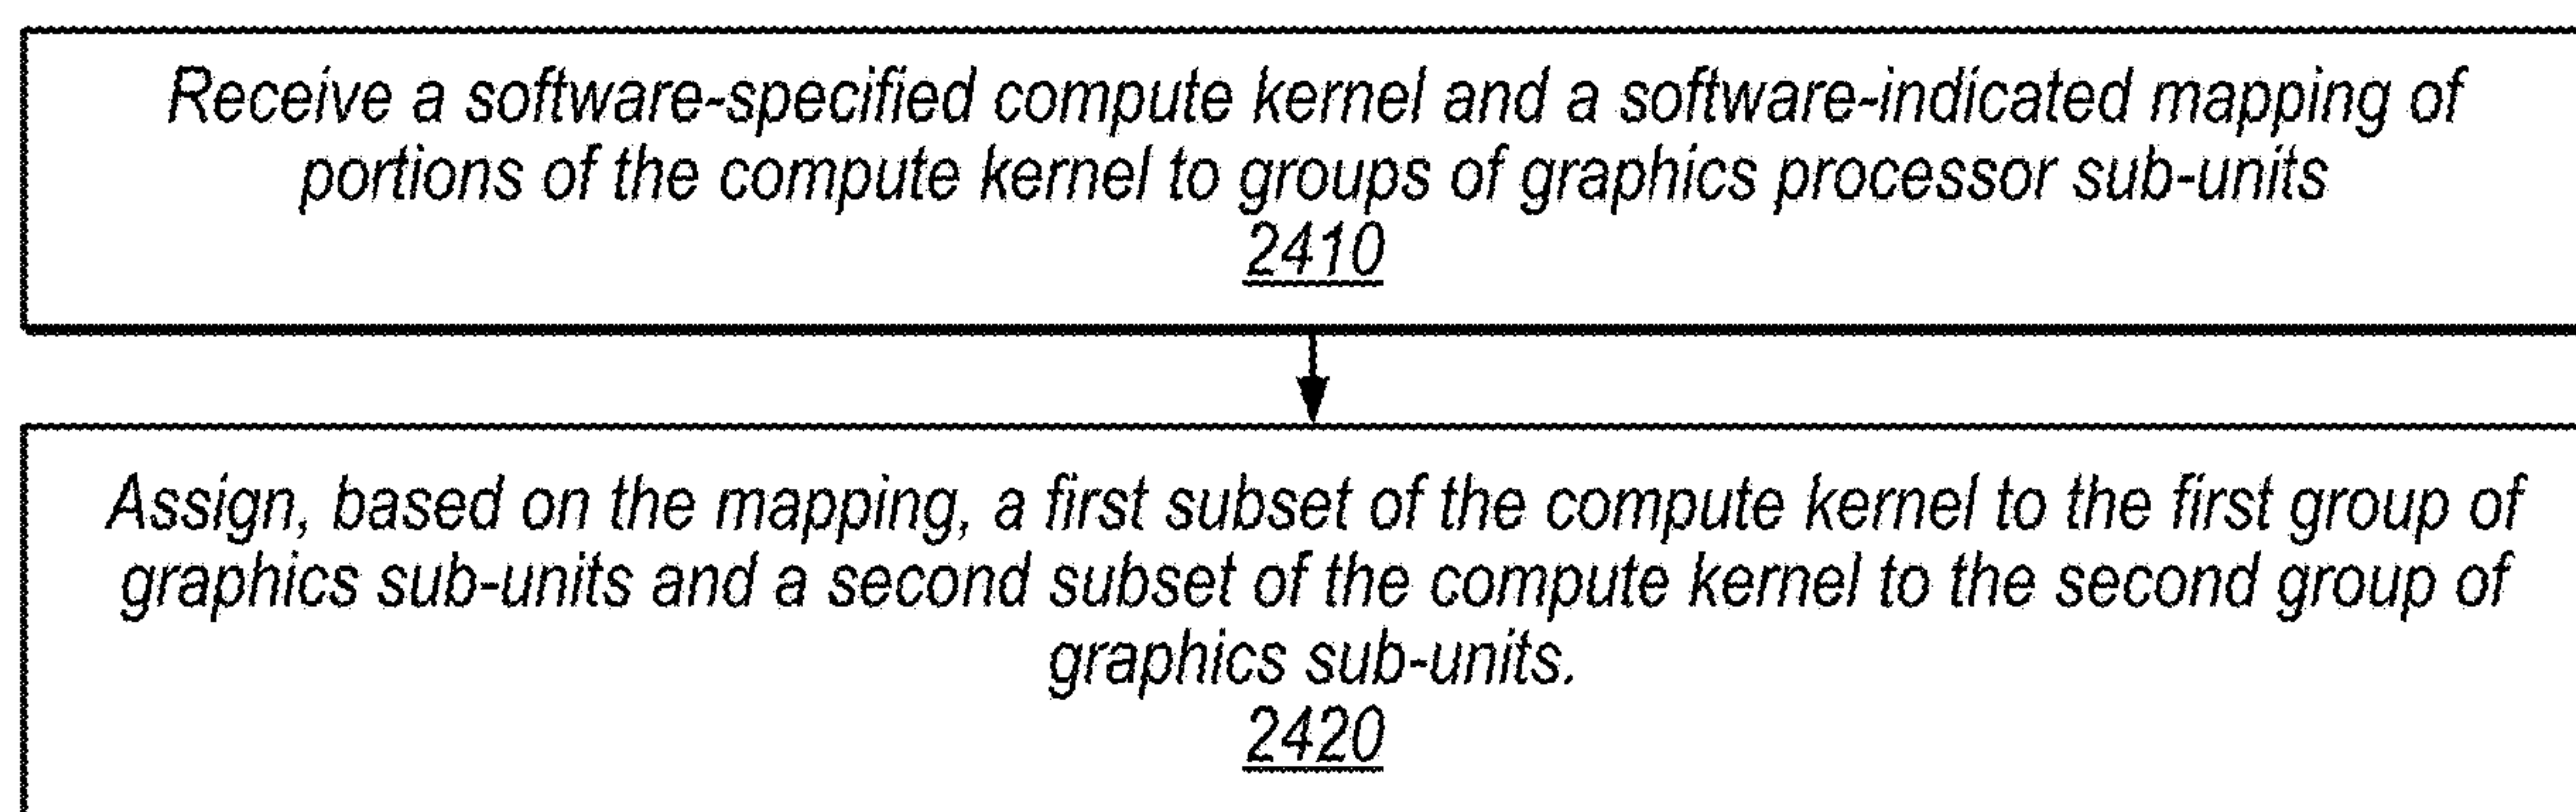 Receive a software-specified compute kernel and a software-indicated mapping of
portions of the compute kernel to groups of graphics processor sub-units
2410
Assign, based on the mapping, a first subset of the compute kernel to the first group of
graphics sub-units and a second subset of the compute kernel to the second group of
graphics sub-units.
2420